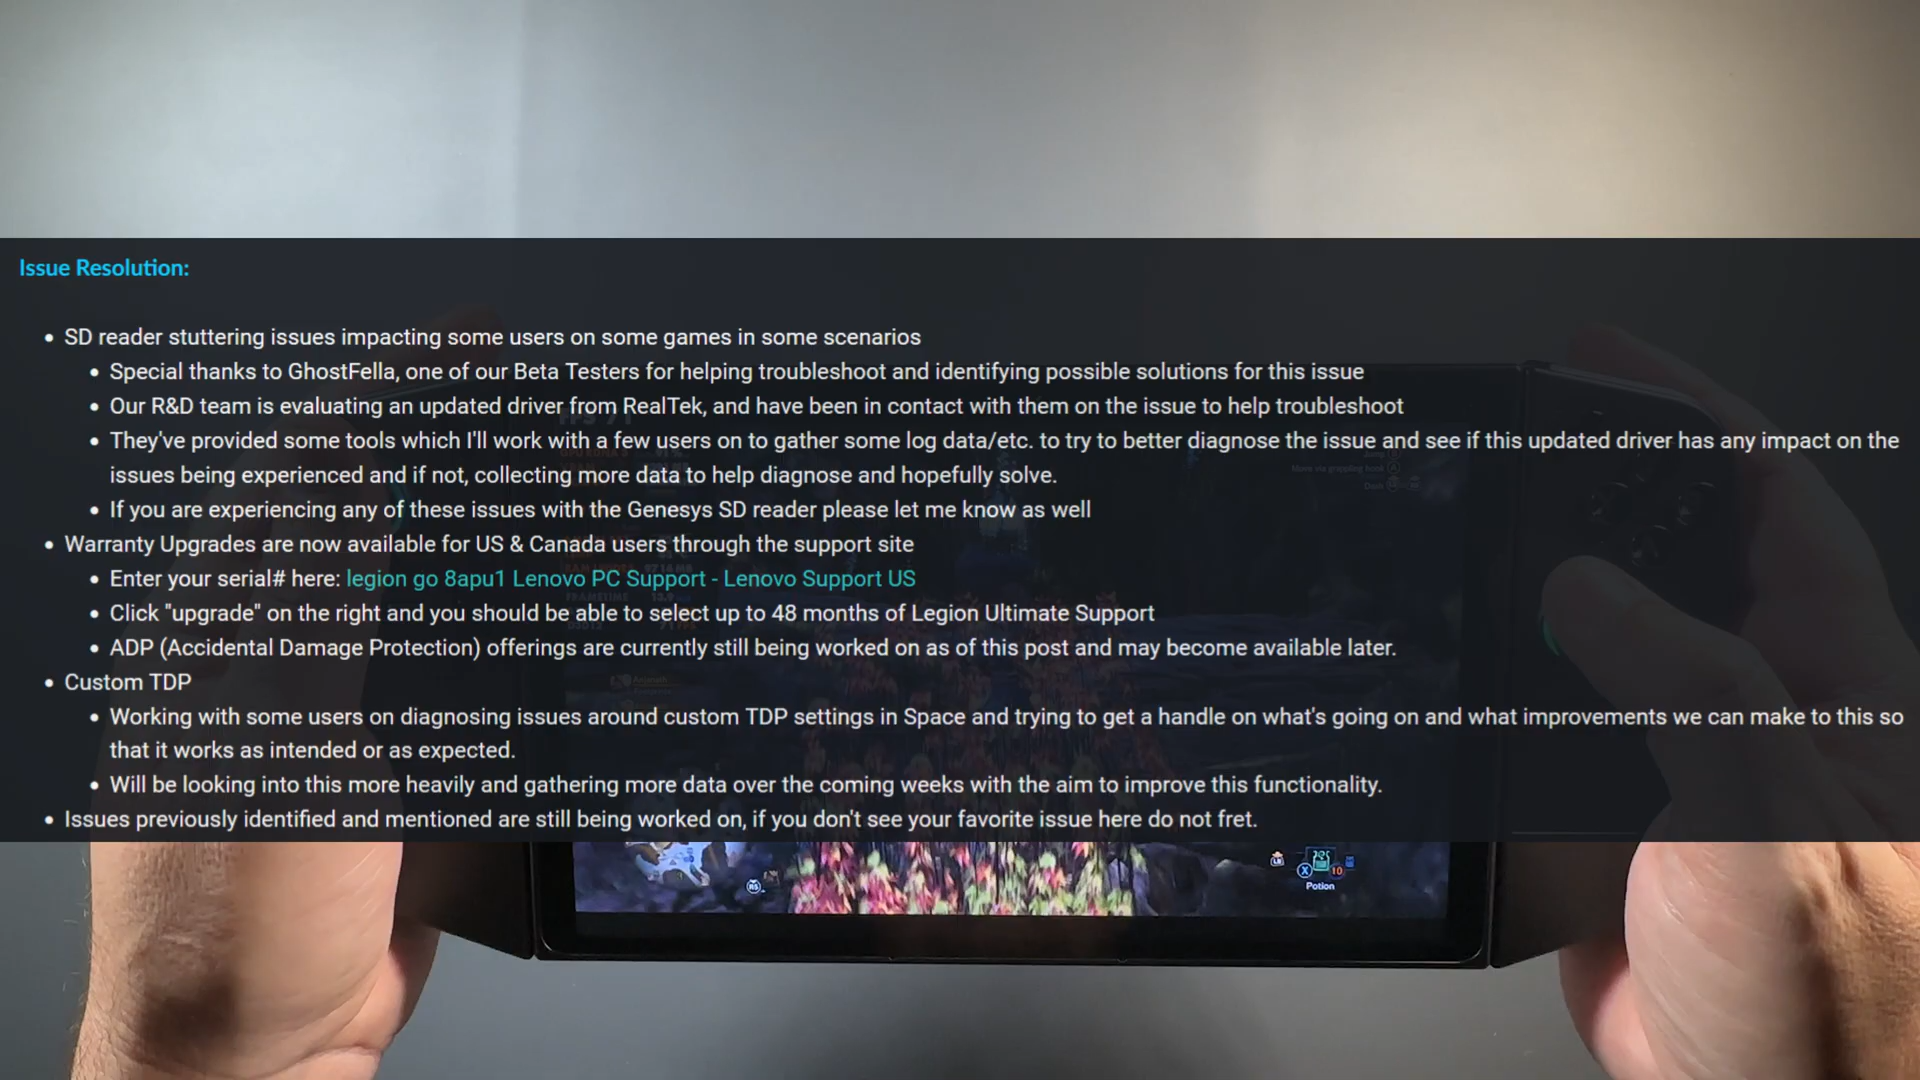 Issue Resolution:
SD reader stuttering issues impacting some users on some games in some scenarios
Special thanks to GhostFella, one of our Beta Testers for helping troubleshoot and identifying possible solutions for this issue
Our R&D team is evaluating an updated driver from RealTek, and have been in contact with them on the issue to help troubleshoot
They've provided some tools which I'll work with a few users on to gather some log data/etc. to try to better diagnose the issue and see if this updated driver has any impact on the
issues being experienced and if not, collecting more data to help diagnose and hopefully solve.
If you are experiencing any of these issues with the Genesys SD reader please let me know as well
Warranty Upgrades are now available for US & Canada users through the support site
Enter your serial# here: legion go 8apu1 Lenovo PC Support - Lenovo Support US
Click "upgrade" on the right and you should be able to select up to 48 months of Legion Ultimate Support
ADP (Accidental Damage Protection) offerings are currently still being worked on as of this post and may become available later.
Custom TDP
Working with some users on diagnosing issues around custom TDP settings in Space and trying to get a handle on what's going on and what improvements we can make to this so
that it works as intended or as expected.
Will be looking into this more heavily and gathering more data over the coming weeks with the aim to improve this functionality.
Issues previously identified and mentioned are still being worked on, if you don't see your favorite issue here do not fret.
RS
LB
X
10
Potion